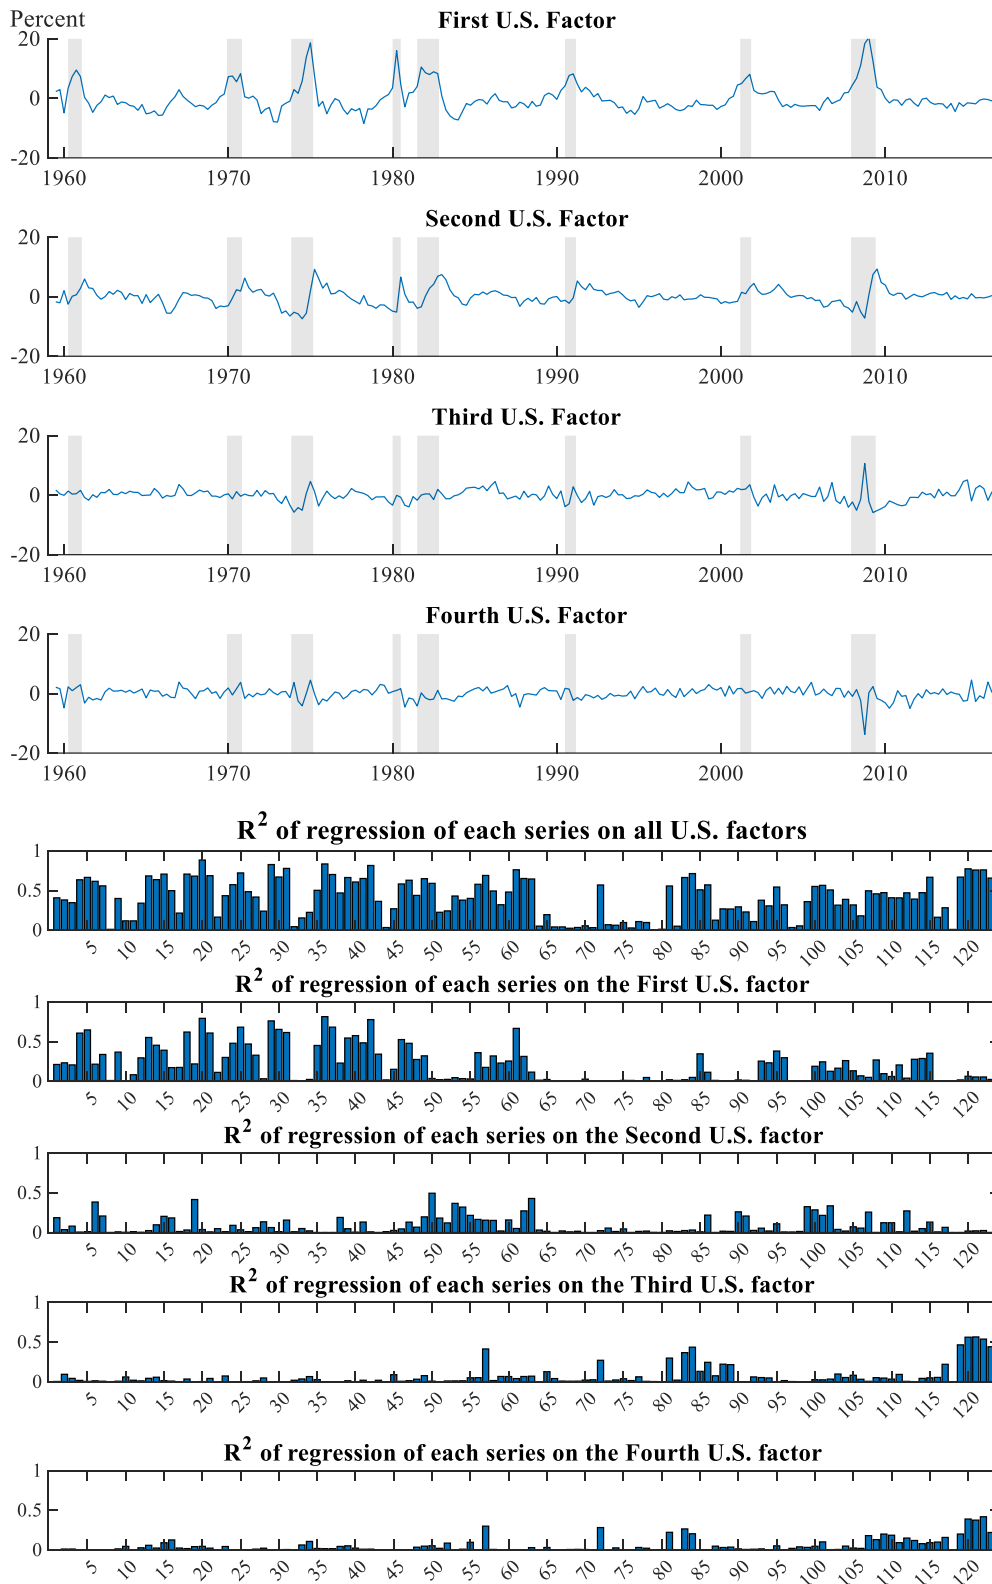 Percent
First U.S. Factor
20
0
-20
1960 1970 1980 1990 2000 2010
Second U.S. Factor
20
0
-20
1960 1970 1980 1990 2000 2010
Third U.S. Factor
20
0
-20
1960 1970 1980 1990 2000 2010
Fourth U.S. Factor
20
0
-20
1960 1970 1980 1990 2000 2010
R² of regression of each series on all U.S. factors
1
0.5
0
5 10 15 20 25 30 35 40 45 50 55 60 65 70 75 80 85 90 95 100 105 110 115 120
R² of regression of each series on the First U.S. factor
1
0.5
0
5 10 15 20 25 30 35 40 45 50 55 60 65 70 75 80 85 90 95 100 105 107 110 115 120
R² of regression of each series on the Second U.S. factor
1
0.5
0
5 10 15 20 25 30 35 40 45 50 55 60 65 70 75 80 85 90 95 100 105 110 115 120
R² of regression of each series on the Third U.S. factor
1
0.5
0
5 10 15 20 25 30 35 40 45 50 55 60 65 70 75 80 85 90 95 100 105 110 115 120
R² of regression of each series on the Fourth U.S. factor
1
0.5
0
5 10 15 20 25 30 35 40 45 50 55 60 65 70 75 80 85 90 95 100 105 110 115 120